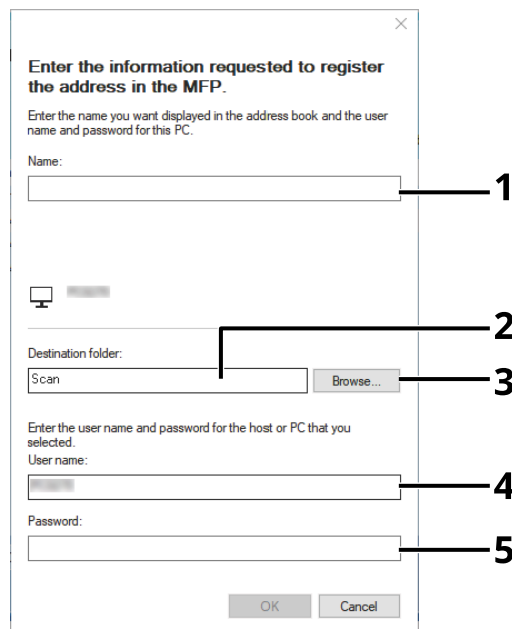 Enter the information requested to register
the address in the MFP.
Enter the name you want displayed in the address book and the user
name and password for this PC.
Name:
1
2
Destination folder:
Scan
Browse...
3
Enter the user name and password for the host or PC that you
selected.
User name:
4
Password:
5
OK
Cancel